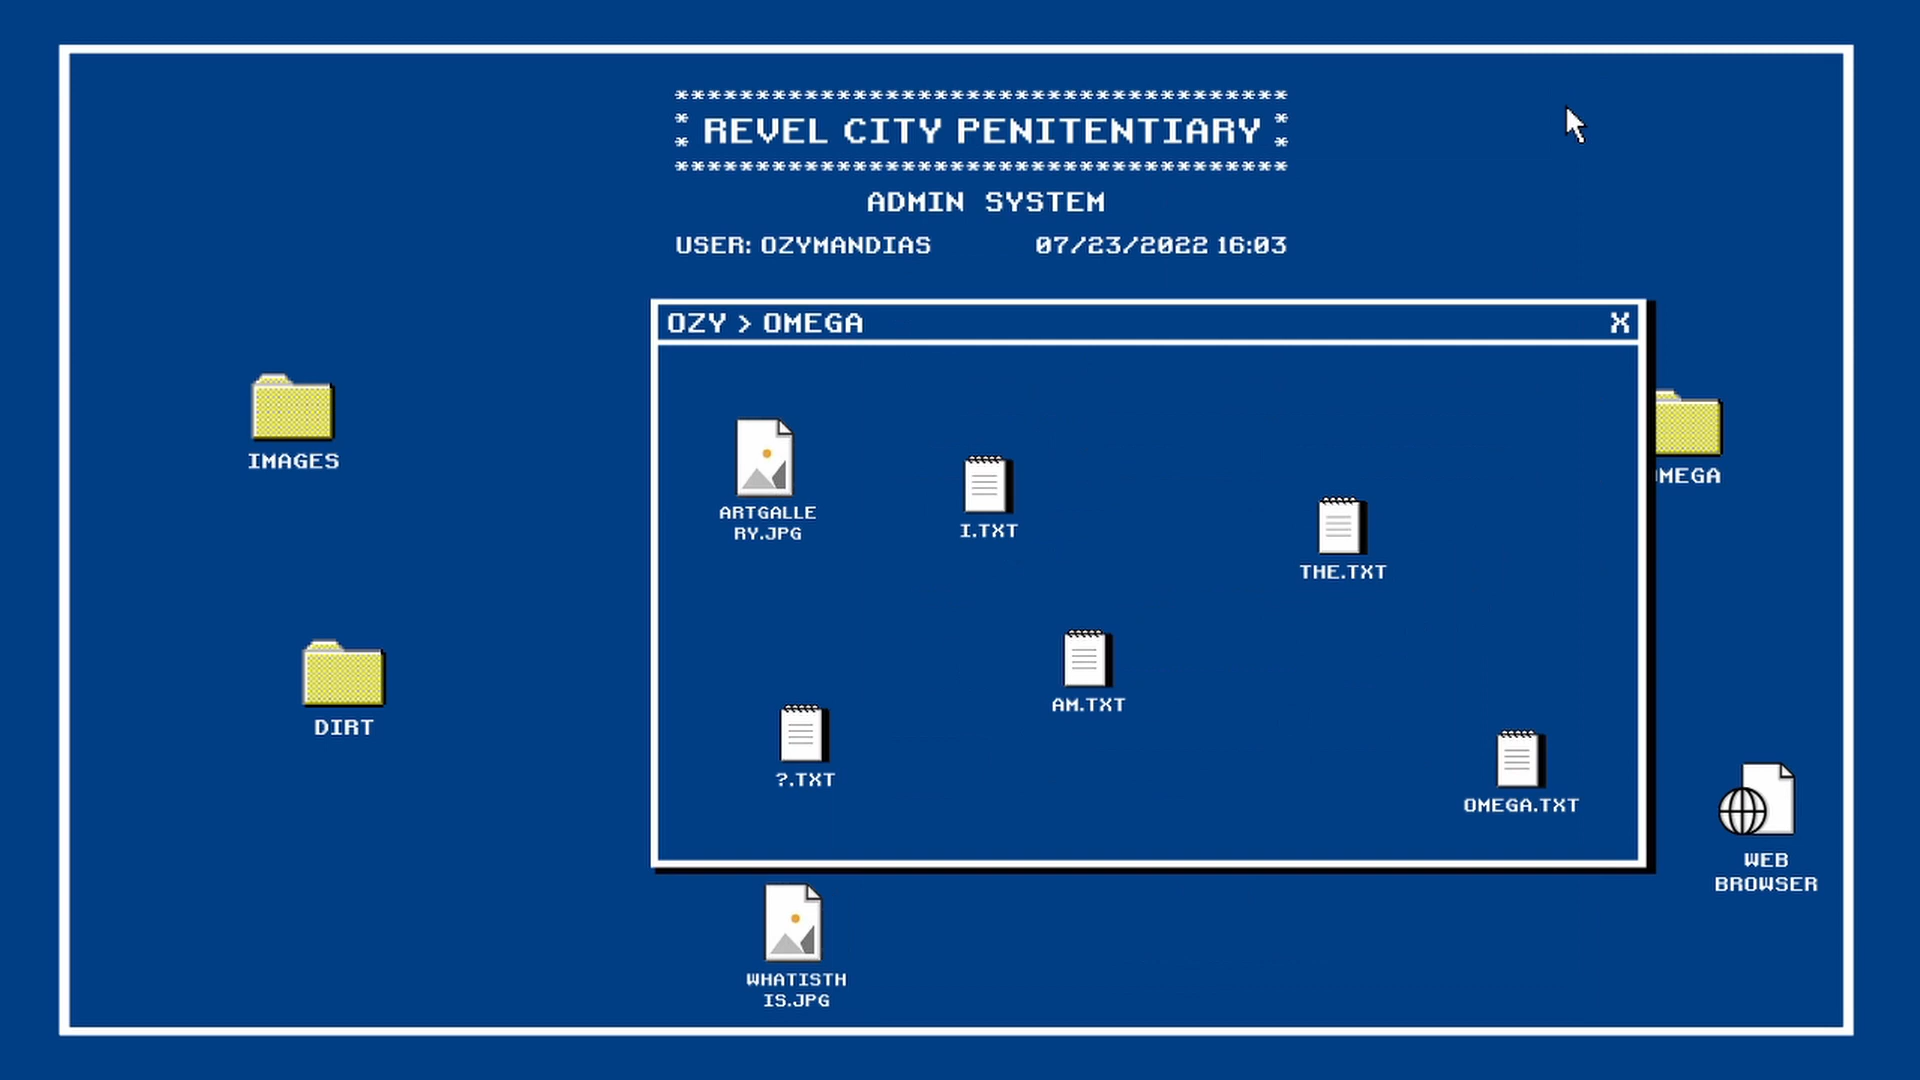 ************************************
* REVEL CITY PENITENTIARY *
* *
************************************
ADMIN SYSTEM
USER: OZYMANDIAS 07/23/2022 16:03
OZY > OMEGA X
IMAGES
MEGA
ARTGALLE
RY.JPG
I.TXT
THE.TXT
DIRT
AM.TXT
?.TXT
OMEGA.TXT
WEB
BROWSER
WHATISTH
IS.JPG